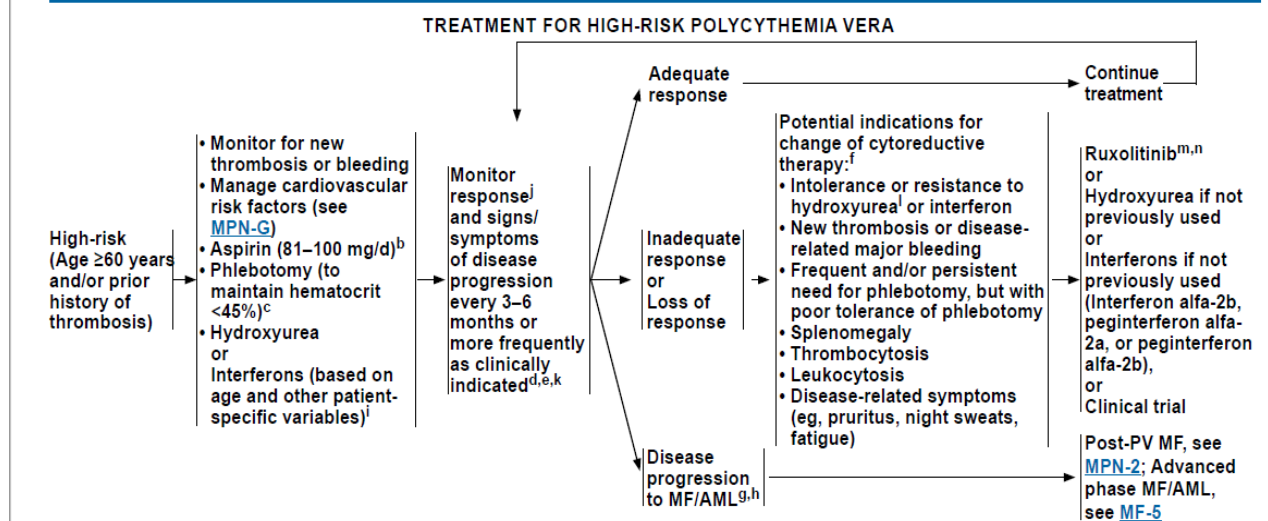 TREATMENT FOR HIGH-RISK POLYCYTHEMIA VERA
High-risk
(Age ≥60 years
and/or prior
history of
thrombosis)
• Monitor for new
thrombosis or bleeding
• Manage cardiovascular
risk factors (see
MPN-G)
• Aspirin (81–100 mg/d)b
• Phlebotomy (to
maintain hematocrit
<45%)c
• Hydroxyurea
or
Interferons (based on
age and other patient-
specific variables)i
Monitor
responsej
and signs/
symptoms
of disease
progression
every 3–6
months or
more frequently
as clinically
indicatedd,e,k
Adequate
response
Continue
treatment
Inadequate
response
or
Loss of
response
Potential indications for
change of cytoreductive
therapy:f
• Intolerance or resistance to
hydroxyureal or interferon
• New thrombosis or disease-
related major bleeding
• Frequent and/or persistent
need for phlebotomy, but with
poor tolerance of phlebotomy
• Splenomegaly
• Thrombocytosis
• Leukocytosis
• Disease-related symptoms
(eg, pruritus, night sweats,
fatigue)
Ruxolitinibm,n
or
Hydroxyurea if not
previously used
or
Interferons if not
previously used
(Interferon alfa-2b,
peginterferon alfa-
2a, or peginterferon
alfa-2b),
or
Clinical trial
Disease
progression
to MF/AMLg,h
Post-PV MF, see
MPN-2; Advanced
phase MF/AML,
see MF-5